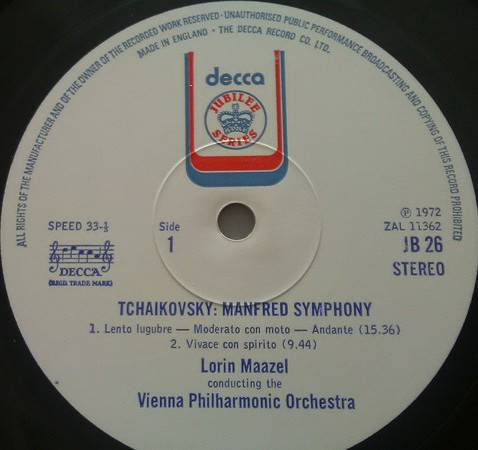 ALL RIGHTS OF THE MANUFACTURER AND OF THE OWNER OF THE RECORDED WORK RESERVED · UNAUTHORISED PUBLIC PERFORMANCE BROADCASTING AND COPYING OF THIS RECORD PROHIBITED
MADE IN ENGLAND · THE DECCA RECORD CO. LTD.
decca
JUBILEE
SERIES
SPEED 33-⅓
Side
1
℗ 1972
ZAL 11362
JB 26
STEREO
DECCA
(REGD. TRADE MARK)
TCHAIKOVSKY: MANFRED SYMPHONY
1. Lento lugubre — Moderato con moto — Andante (15.36)
2. Vivace con spirito (9.44)
Lorin Maazel
conducting the
Vienna Philharmonic Orchestra